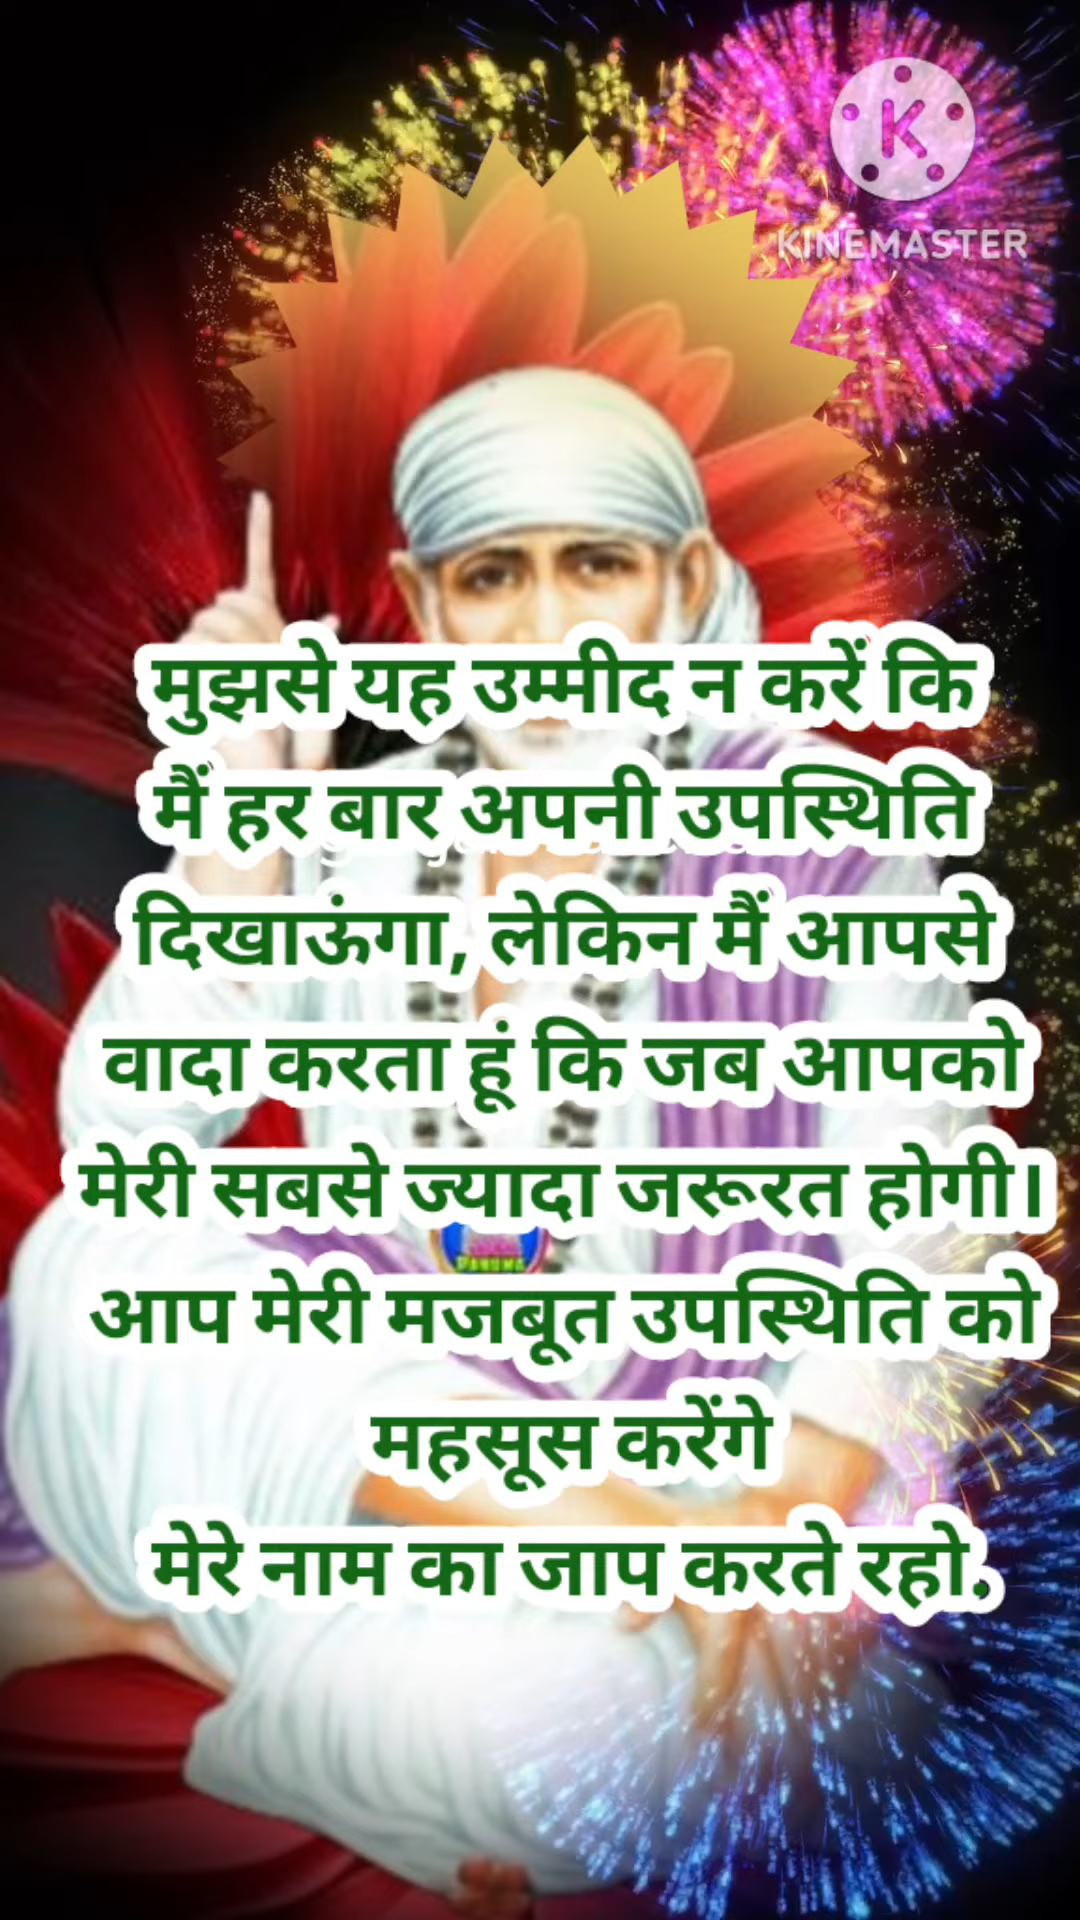 K
KINEMASTER
मुझसे यह उम्मीद न करें कि
मैं हर बार अपनी उपस्थिति
दिखाऊंगा, लेकिन मैं आपसे
वादा करता हूं कि जब आपको
मेरी सबसे ज्यादा जरूरत होगी।
आप मेरी मजबूत उपस्थिति को
महसूस करेंगे
मेरे नाम का जाप करते रहो.